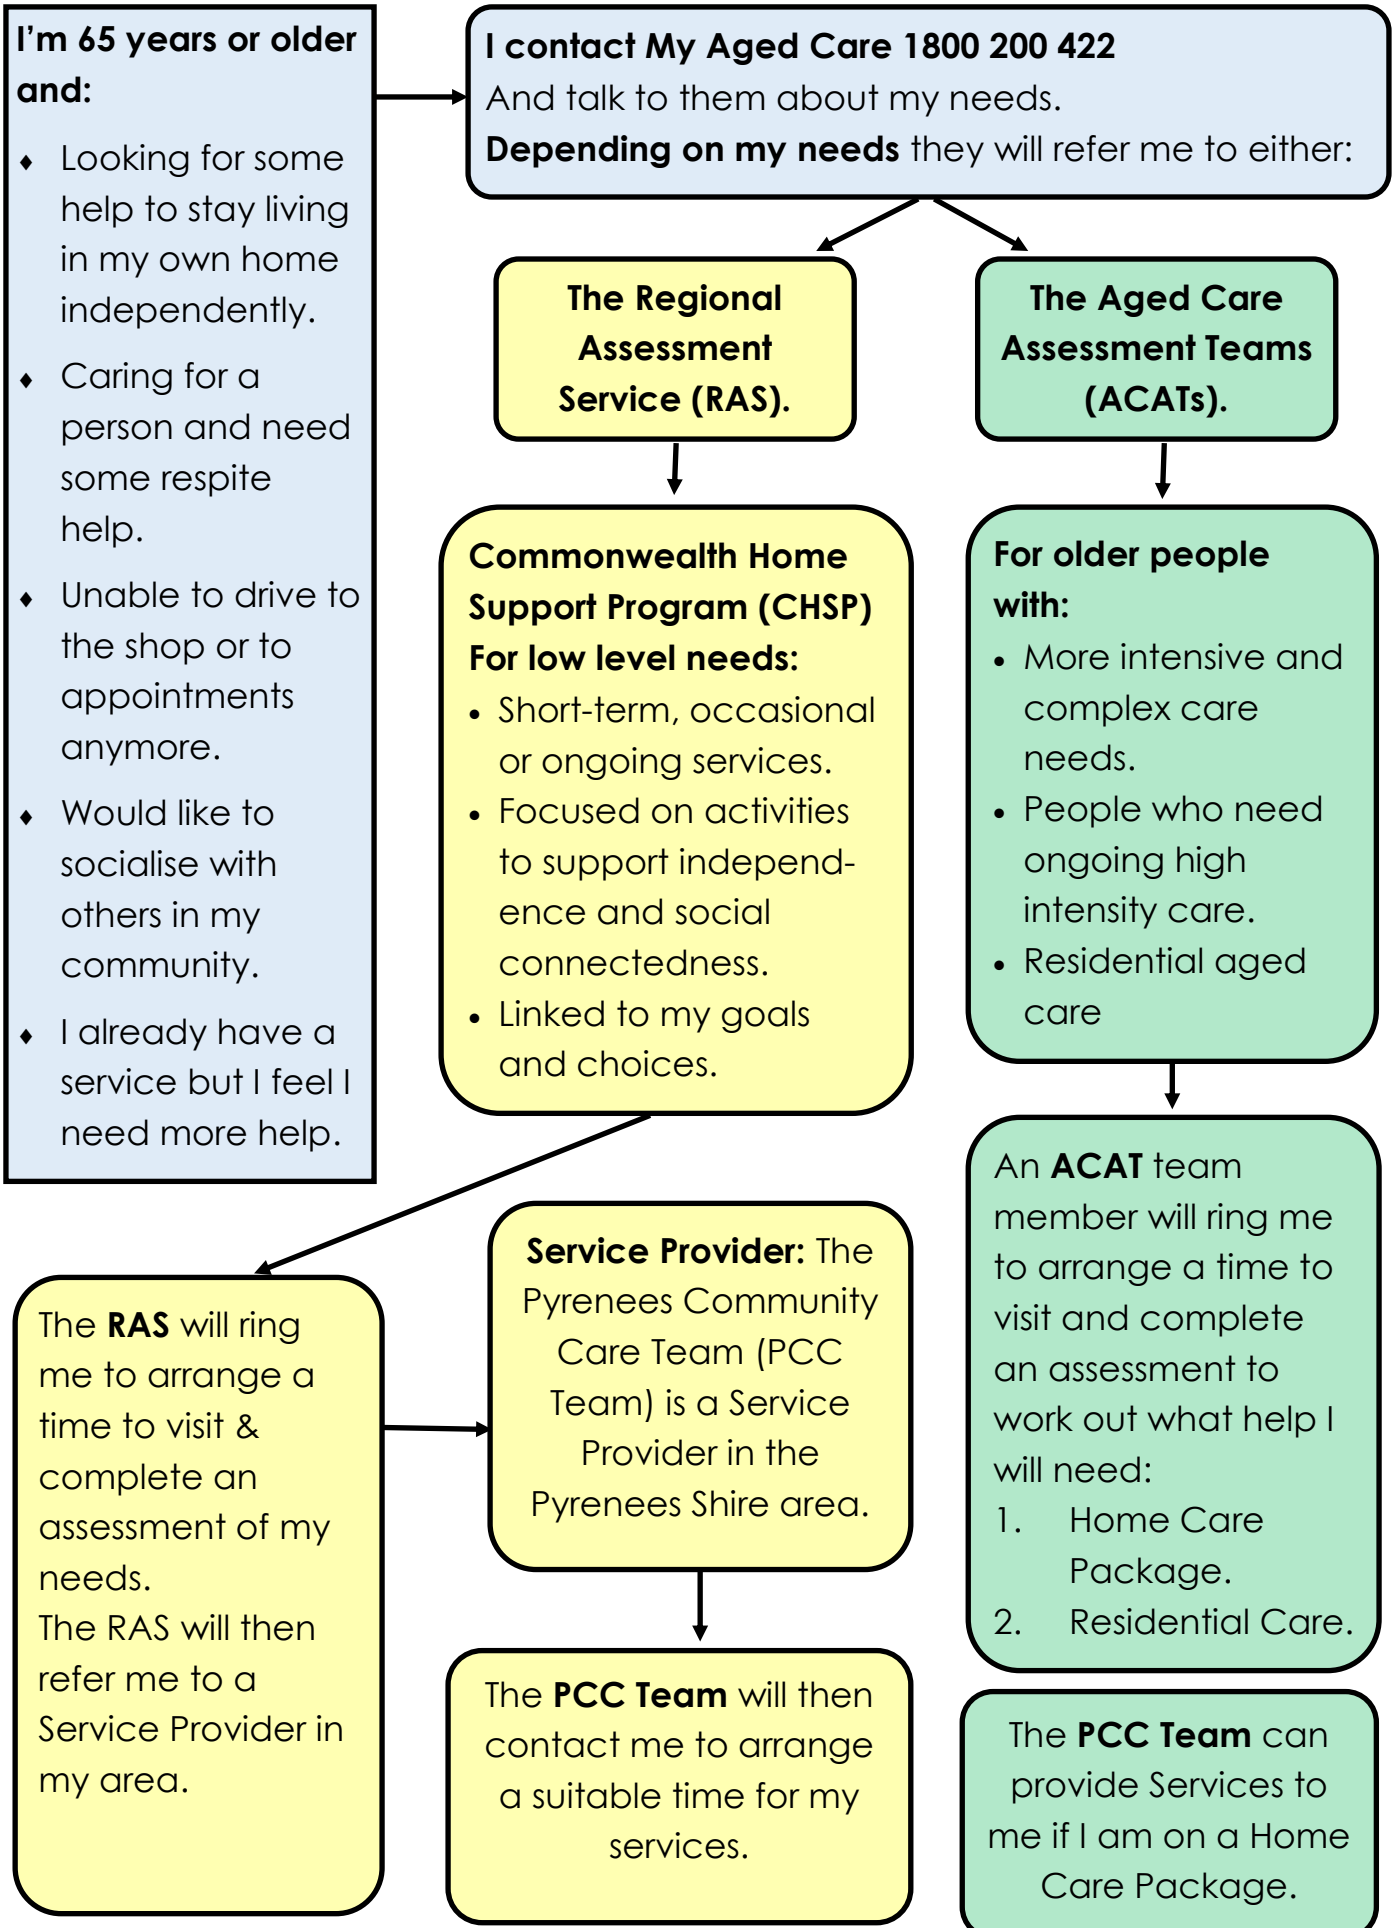 I'm 65 years or older
and:
♦ Looking for some
help to stay living
in my own home
independently.
♦ Caring for a
person and need
some respite
help.
♦ Unable to drive to
the shop or to
appointments
anymore.
♦ Would like to
socialise with
others in my
community.
♦ I already have a
service but I feel I
need more help.
I contact My Aged Care 1800 200 422
And talk to them about my needs.
Depending on my needs they will refer me to either:
The Regional
Assessment
Service (RAS).
Commonwealth Home
Support Program (CHSP)
For low level needs:
• Short-term, occasional
or ongoing services.
• Focused on activities
to support independ-
ence and social
connectedness.
• Linked to my goals
and choices.
The RAS will ring
me to arrange a
time to visit &
complete an
assessment of my
needs.
The RAS will then
refer me to a
Service Provider in
my area.
Service Provider: The
Pyrenees Community
Care Team (PCC
Team) is a Service
Provider in the
Pyrenees Shire area.
The PCC Team will then
contact me to arrange
a suitable time for my
services.
The Aged Care
Assessment Teams
(ACATs).
For older people
with:
• More intensive and
complex care
needs.
• People who need
ongoing high
intensity care.
• Residential aged
care
An ACAT team
member will ring me
to arrange a time to
visit and complete
an assessment to
work out what help I
will need:
1. Home Care
Package.
2. Residential Care.
The PCC Team can
provide Services to
me if I am on a Home
Care Package.